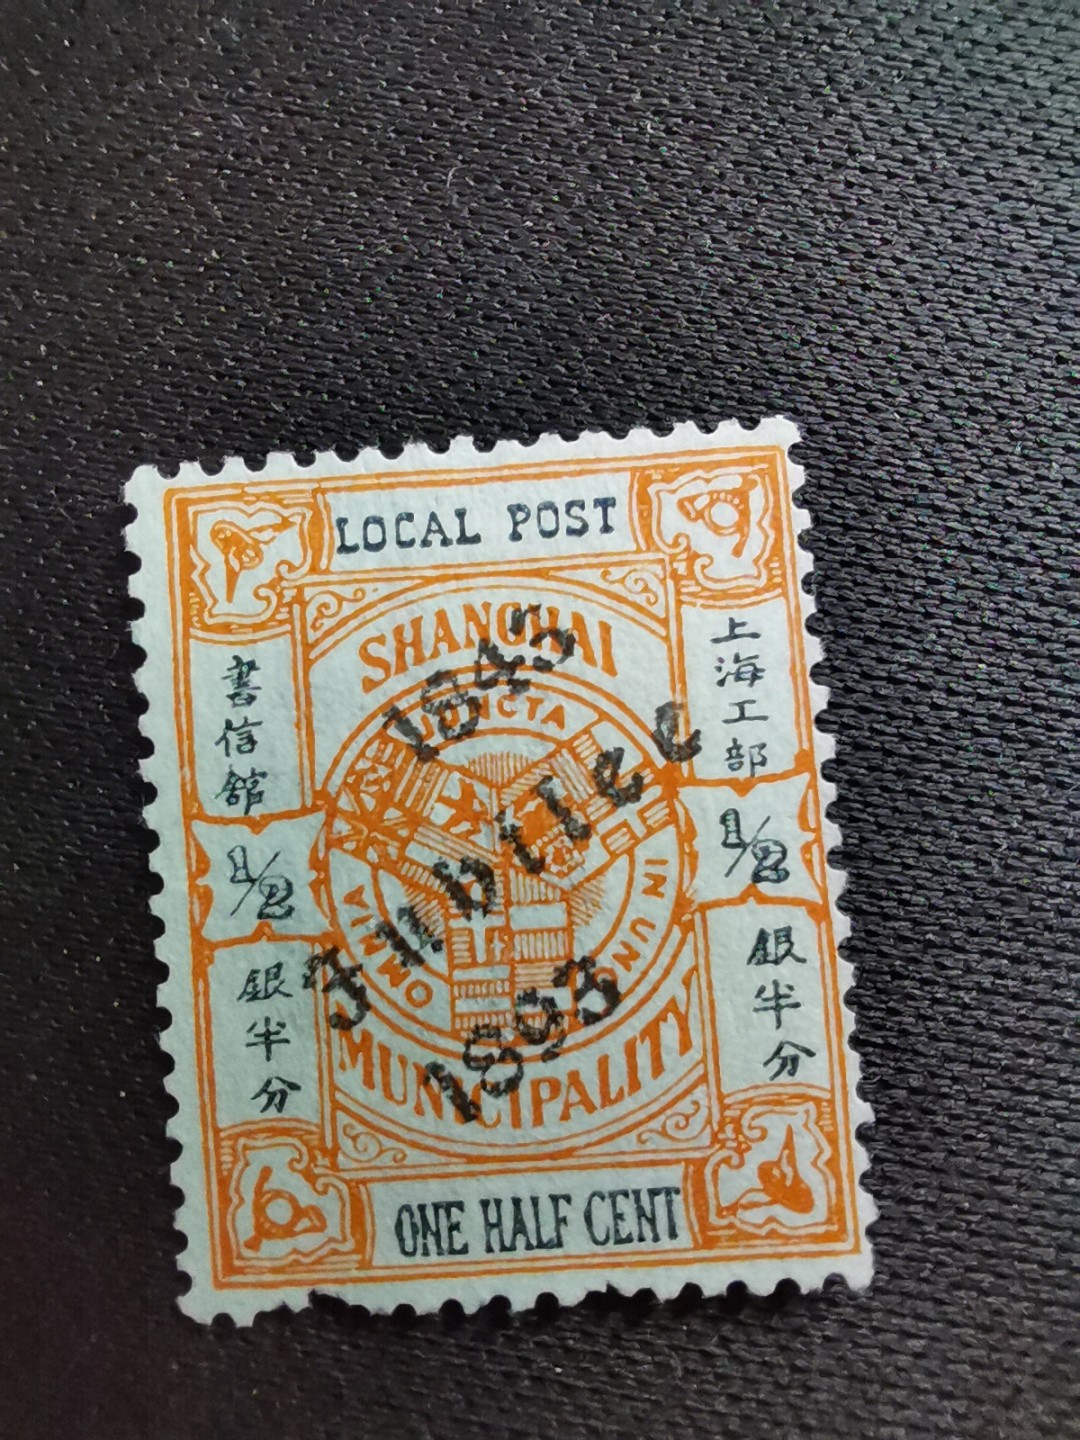 LOCAL POST
SHANGHAI
1843
JUNCTA
IN UNO
OMNIA
Jubilee
1893
MUNICIPALITY
上海工部
書信館
1/2
1/2
銀半分
銀半分
ONE HALF CENT